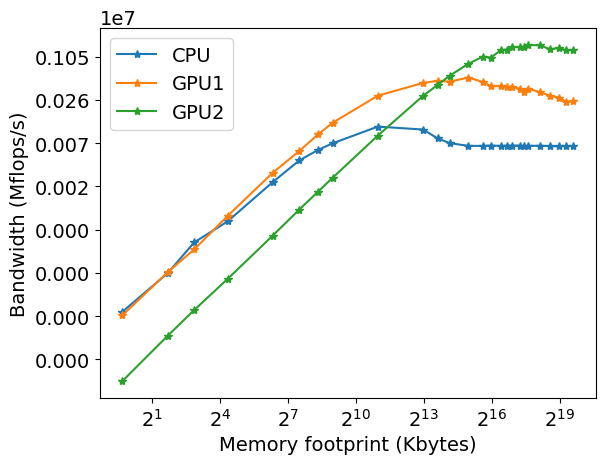 1e7
CPU
GPU1
GPU2
0.105
0.026
0.007
0.002
0.000
0.000
0.000
0.000
Bandwidth (Mflops/s)
2^1 2^4 2^7 2^10 2^13 2^16 2^19
Memory footprint (Kbytes)